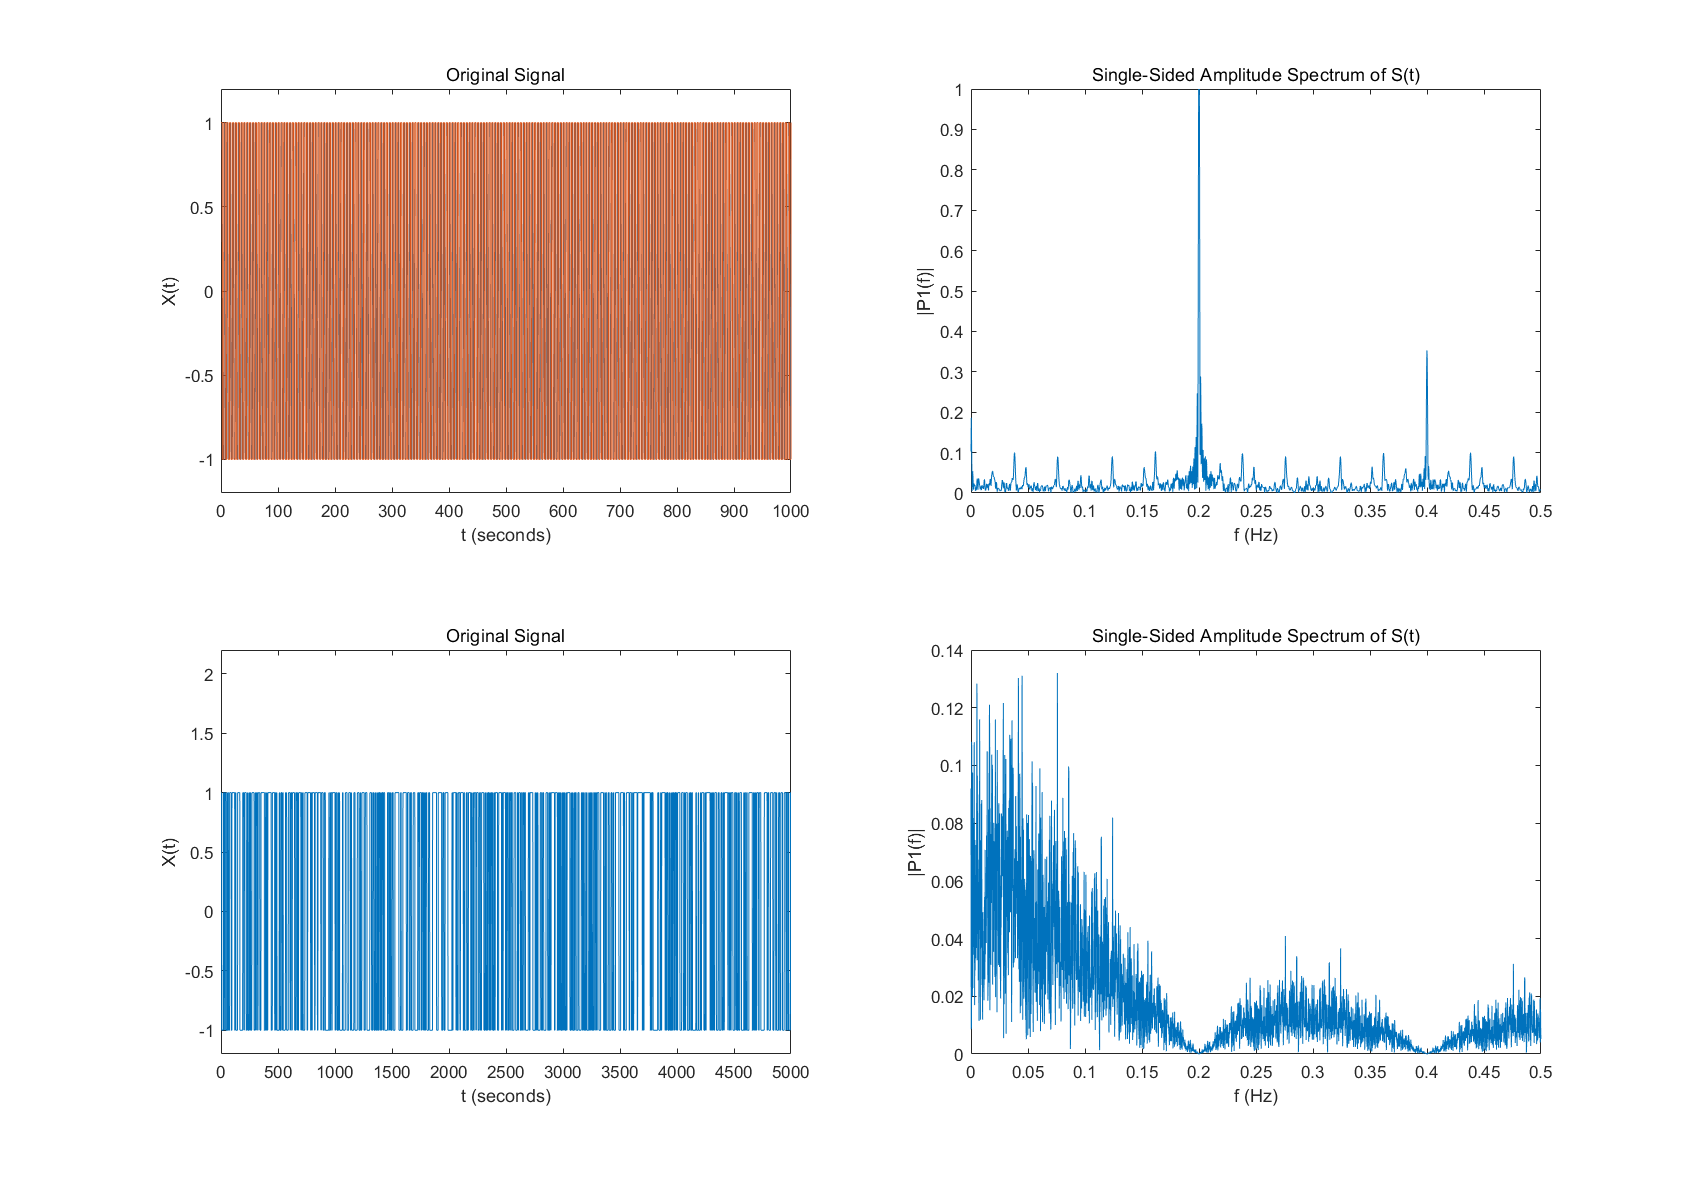 Original Signal
1
0.5
0
-0.5
-1
X(t)
0 100 200 300 400 500 600 700 800 900 1000
t (seconds)
Single-Sided Amplitude Spectrum of S(t)
1
0.9
0.8
0.7
0.6
0.5
0.4
0.3
0.2
0.1
0
|P1(f)|
0 0.05 0.1 0.15 0.2 0.25 0.3 0.35 0.4 0.45 0.5
f (Hz)
Original Signal
2
1.5
1
0.5
0
-0.5
-1
X(t)
0 500 1000 1500 2000 2500 3000 3500 4000 4500 5000
t (seconds)
Single-Sided Amplitude Spectrum of S(t)
0.14
0.12
0.1
0.08
0.06
0.04
0.02
0
|P1(f)|
0 0.05 0.1 0.15 0.2 0.25 0.3 0.35 0.4 0.45 0.5
f (Hz)